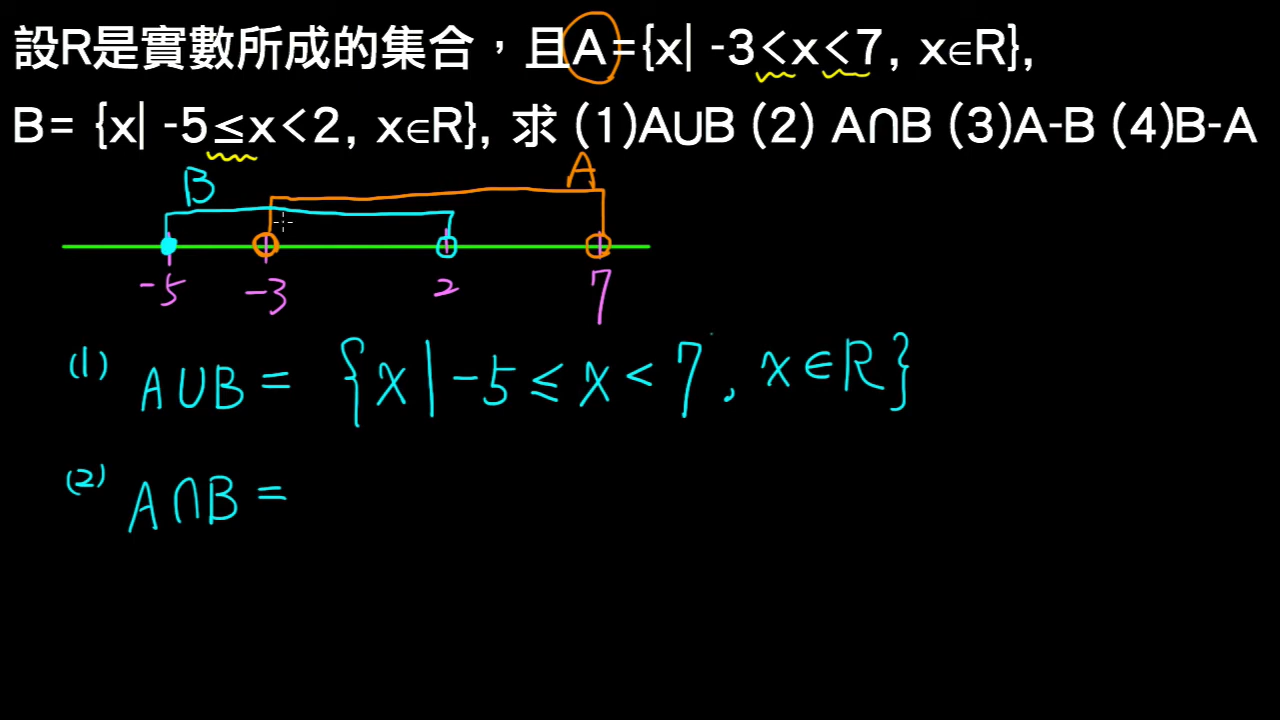 設R是實數所成的集合，且A={x| -3<x<7, x∈R},
B= {x| -5≤x<2, x∈R}, 求 (1)A∪B (2) A∩B (3)A-B (4)B-A
B A
-5 -3 2 7
(1) A∪B = {x|-5≤x<7, x∈R}
(2) A∩B =